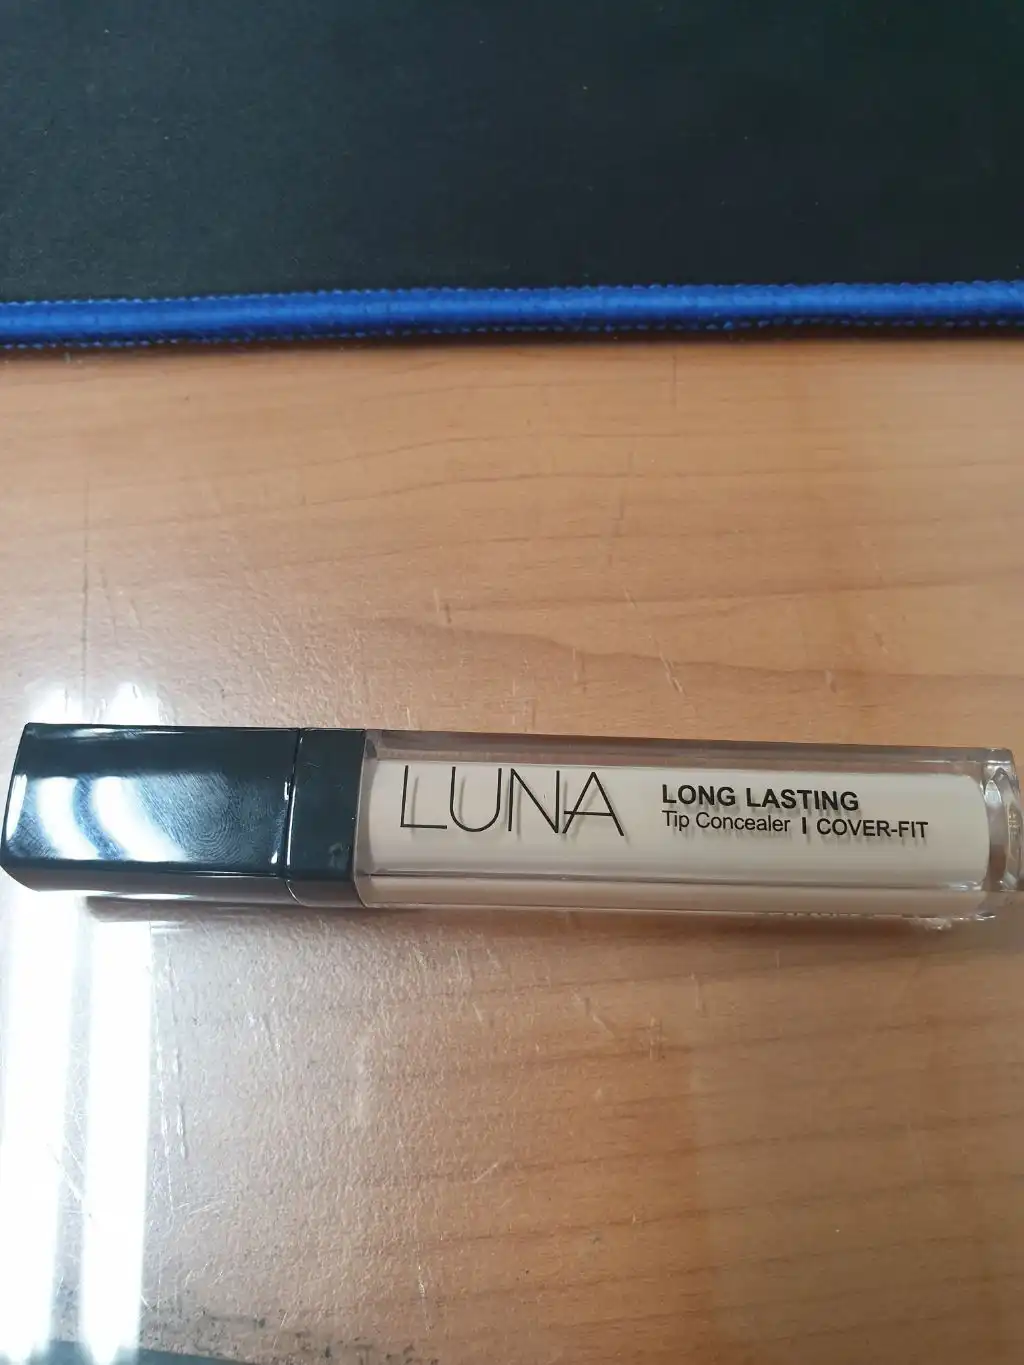 LUNA
LONG LASTING
Tip Concealer I COVER-FIT